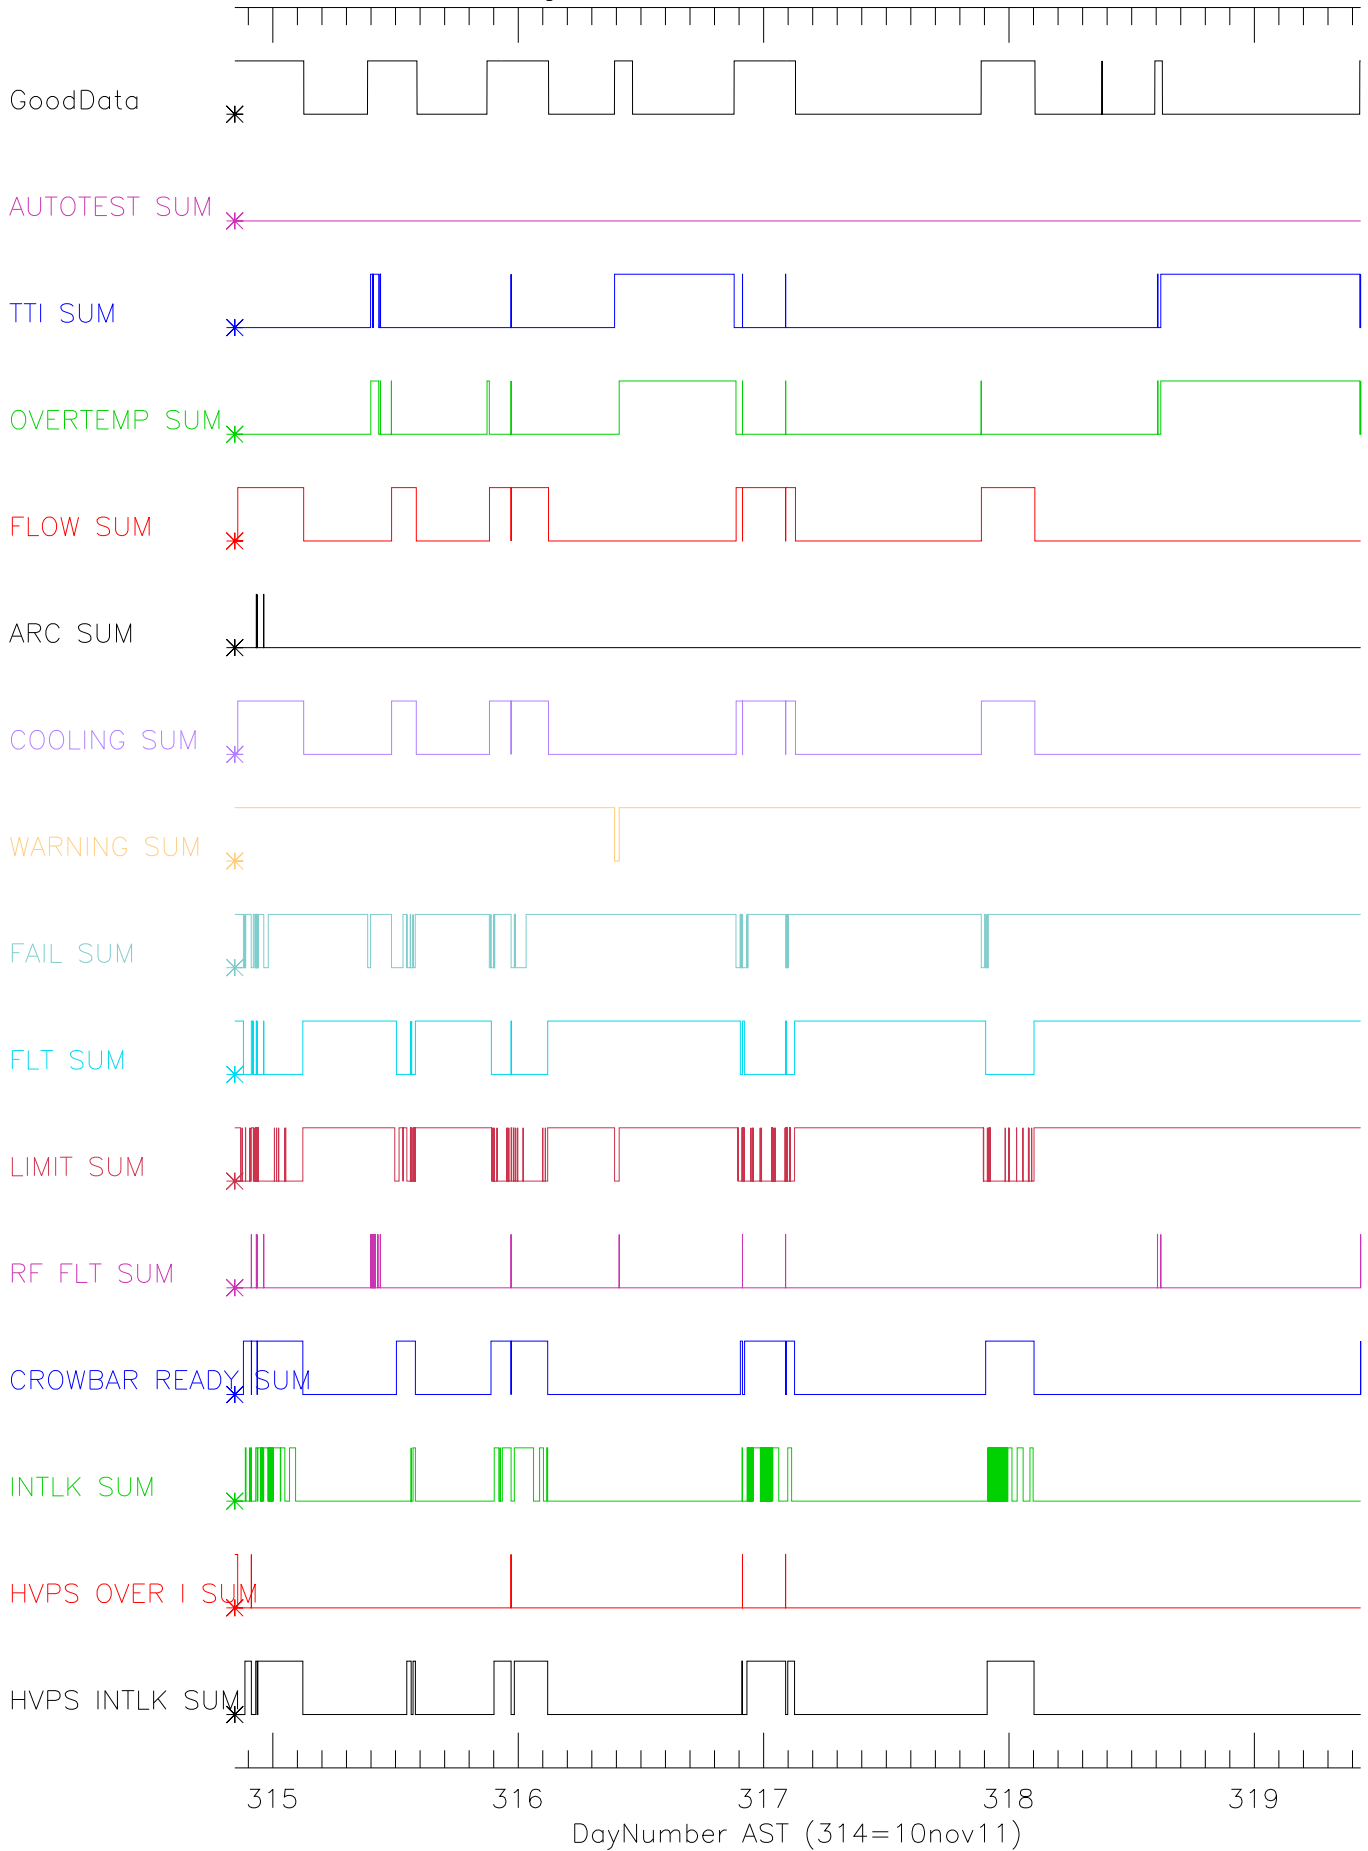 GoodData
AUTOTEST SUM
TTI SUM
OVERTEMP SUM
FLOW SUM
ARC SUM
COOLING SUM
WARNING SUM
FAIL SUM
FLT SUM
LIMIT SUM
RF FLT SUM
CROWBAR READY SUM
INTLK SUM
HVPS OVER I SUM
HVPS INTLK SUM
315 316 317 318 319
DayNumber AST (314=10nov11)